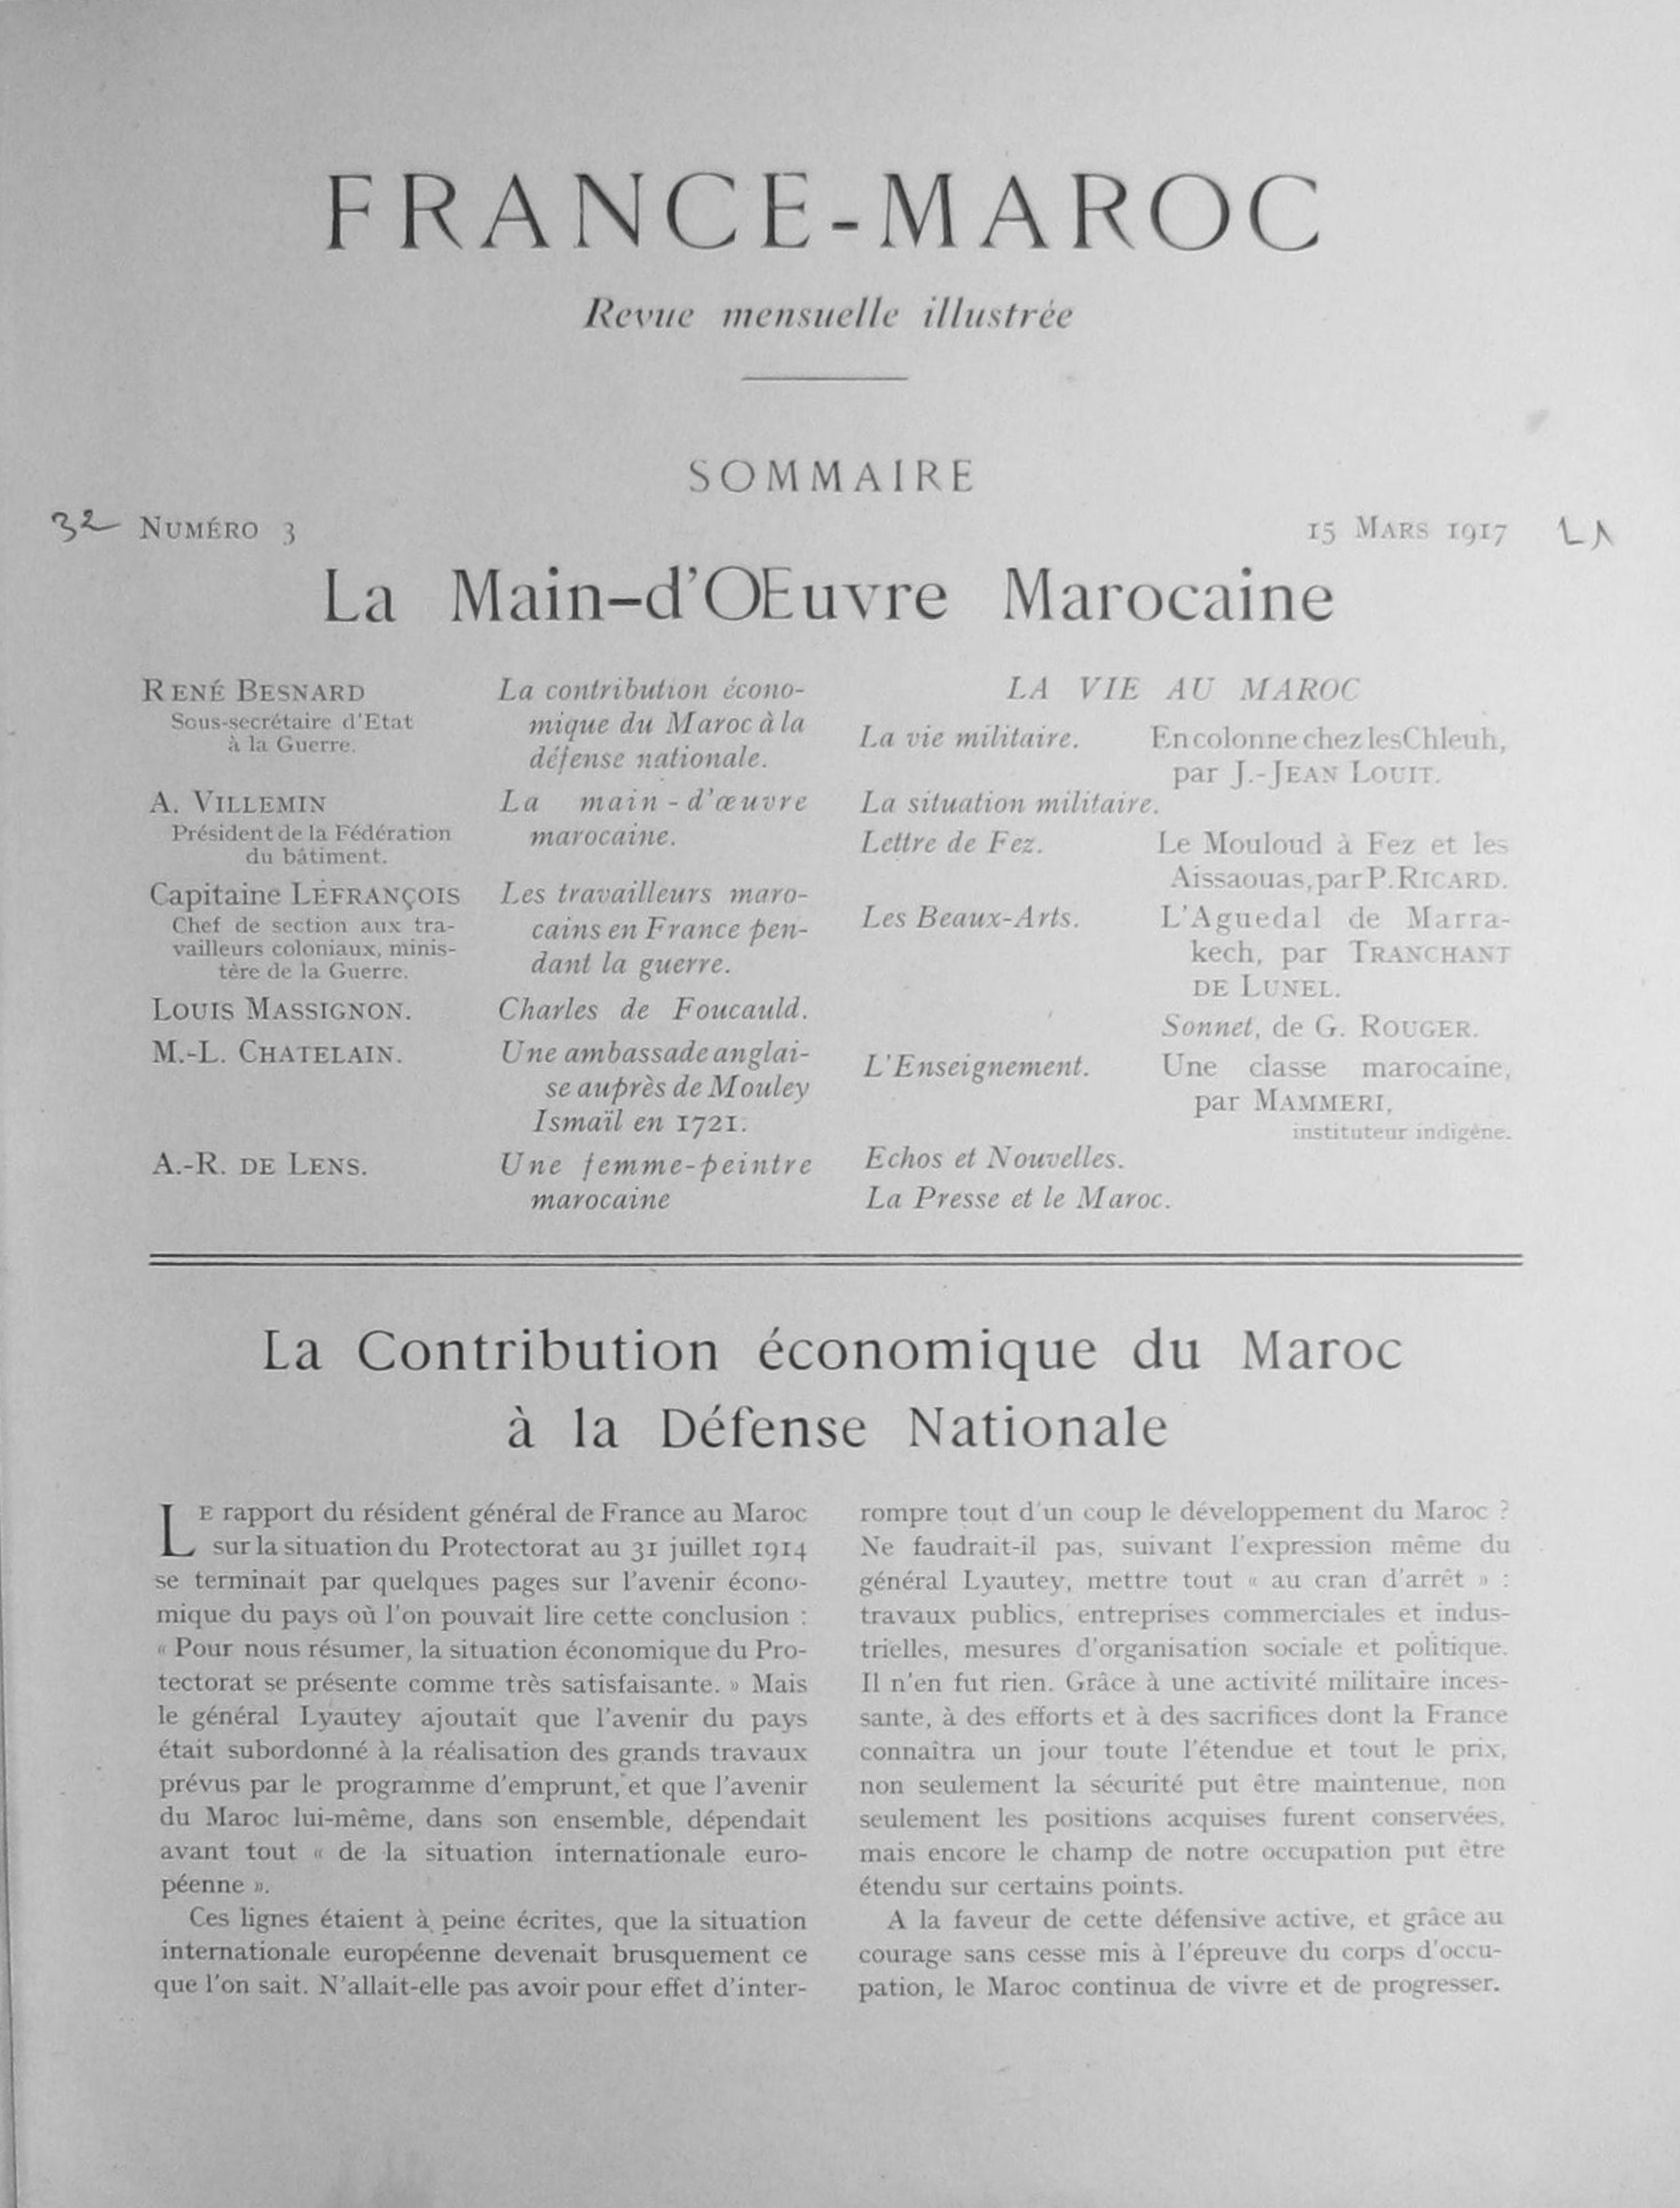 FRANCE-MAROC
Revue mensuelle illustrée
SOMMAIRE
32 NUMÉRO 3
15 MARS 1917
La Main-d'OEuvre Marocaine
RENÉ BESNARD
Sous-secrétaire d'Etat
à la Guerre.
La contribution écono-
mique du Maroc à la
défense nationale.
A. VILLEMIN
Président de la Fédération
du bâtiment.
La main-d'œuvre
marocaine.
Capitaine LEFRANÇOIS
Chef de section aux tra-
vailleurs coloniaux, minis-
tère de la Guerre.
Les travailleurs maro-
cains en France pen-
dant la guerre.
LOUIS MASSIGNON.
Charles de Foucauld.
M.-L. CHATELAIN.
Une ambassade anglai-
se auprès de Mouley
Ismaïl en 1721.
A.-R. DE LENS.
Une femme-peintre
marocaine
LA VIE AU MAROC
La vie militaire.
En colonne chez les Chleuh,
par J.-JEAN LOUIT.
La situation militaire.
Lettre de Fez.
Le Mouloud à Fez et les
Aissaouas, par P. RICARD.
Les Beaux-Arts.
L'Aguedal de Marra-
kech, par TRANCHANT
DE LUNEL.
Sonnet, de G. ROUGER.
L'Enseignement.
Une classe marocaine,
par MAMMERI,
instituteur indigène.
Echos et Nouvelles.
La Presse et le Maroc.
La Contribution économique du Maroc
à la Défense Nationale
LE rapport du résident général de France au Maroc
sur la situation du Protectorat au 31 juillet 1914
se terminait par quelques pages sur l'avenir écono-
mique du pays où l'on pouvait lire cette conclusion :
« Pour nous résumer, la situation économique du Pro-
tectorat se présente comme très satisfaisante. » Mais
le général Lyautey ajoutait que l'avenir du pays
était subordonné à la réalisation des grands travaux
prévus par le programme d'emprunt, et que l'avenir
du Maroc lui-même, dans son ensemble, dépendait
avant tout « de la situation internationale euro-
péenne ».
Ces lignes étaient à peine écrites, que la situation
internationale européenne devenait brusquement ce
que l'on sait. N'allait-elle pas avoir pour effet d'inter-
rompre tout d'un coup le développement du Maroc ?
Ne faudrait-il pas, suivant l'expression même du
général Lyautey, mettre tout « au cran d'arrêt » :
travaux publics, entreprises commerciales et indus-
trielles, mesures d'organisation sociale et politique.
Il n'en fut rien. Grâce à une activité militaire inces-
sante, à des efforts et à des sacrifices dont la France
connaîtra un jour toute l'étendue et tout le prix,
non seulement la sécurité put être maintenue, non
seulement les positions acquises furent conservées,
mais encore le champ de notre occupation put être
étendu sur certains points.
A la faveur de cette défensive active, et grâce au
courage sans cesse mis à l'épreuve du corps d'occu-
pation, le Maroc continua de vivre et de progresser.